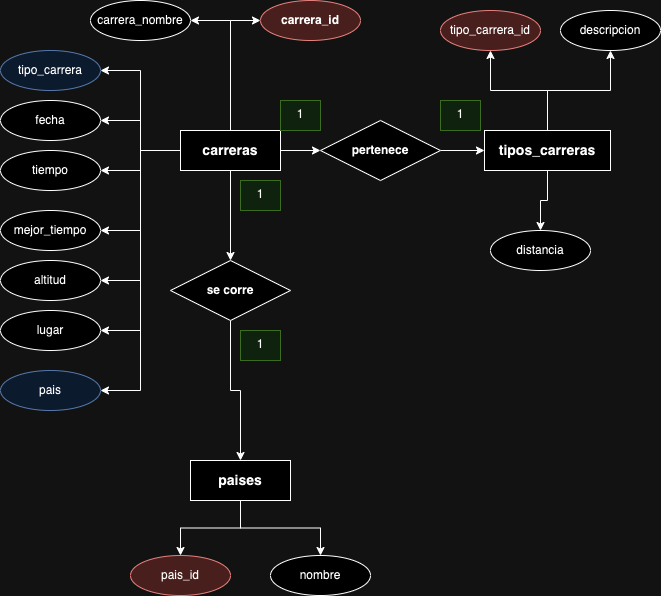 carrera_nombre
carrera_id
tipo_carrera_id
descripcion
tipo_carrera
fecha
1
1
carreras
pertenece
tipos_carreras
tiempo
1
mejor_tiempo
distancia
altitud
se corre
lugar
1
pais
paises
pais_id
nombre